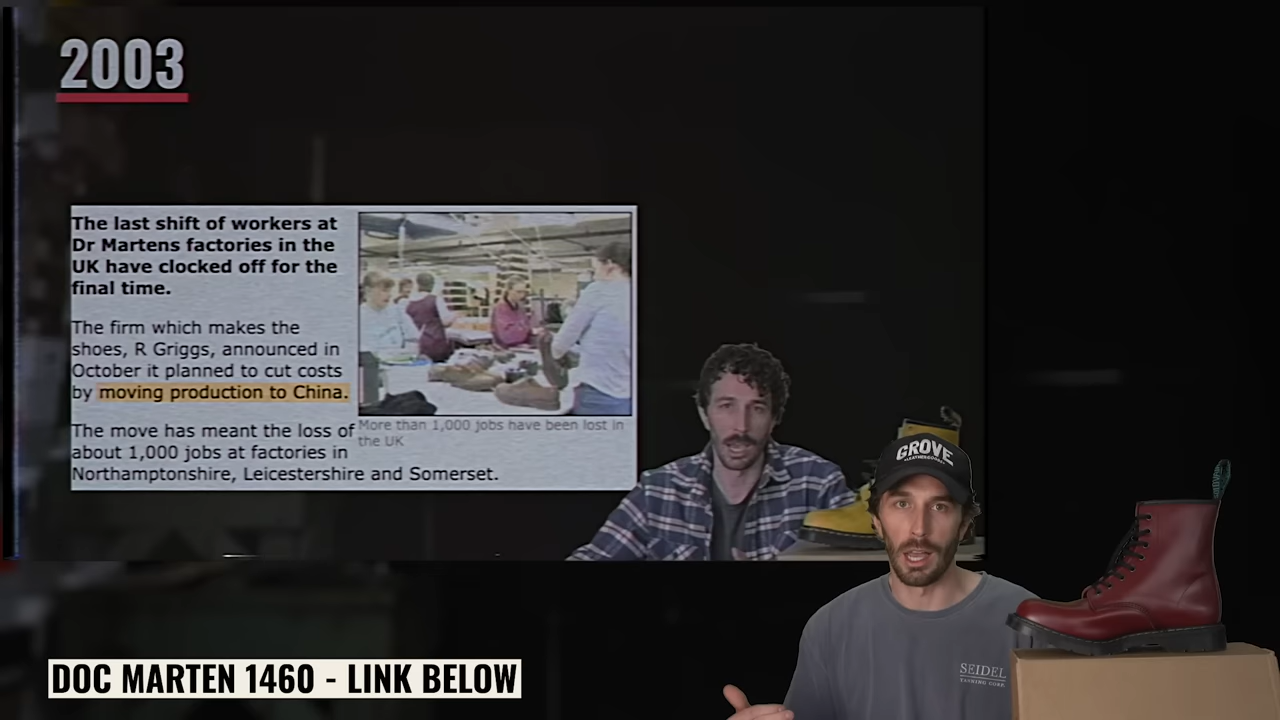 2003
The last shift of workers at
Dr Martens factories in the
UK have clocked off for the
final time.
The firm which makes the
shoes, R Griggs, announced in
October it planned to cut costs
by moving production to China.
The move has meant the loss of
about 1,000 jobs at factories in
Northamptonshire, Leicestershire and Somerset.
More than 1,000 jobs have been lost in
the UK
GROVE
SEIDEL
TANNING CORP.
DOC MARTEN 1460 - LINK BELOW